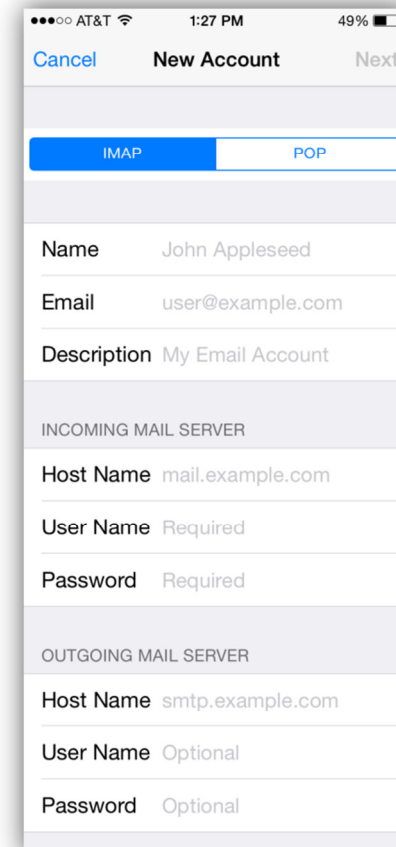 AT&T 1:27 PM 49%
Cancel New Account Next
IMAP POP
Name John Appleseed
Email user@example.com
Description My Email Account
INCOMING MAIL SERVER
Host Name mail.example.com
User Name Required
Password Required
OUTGOING MAIL SERVER
Host Name smtp.example.com
User Name Optional
Password Optional